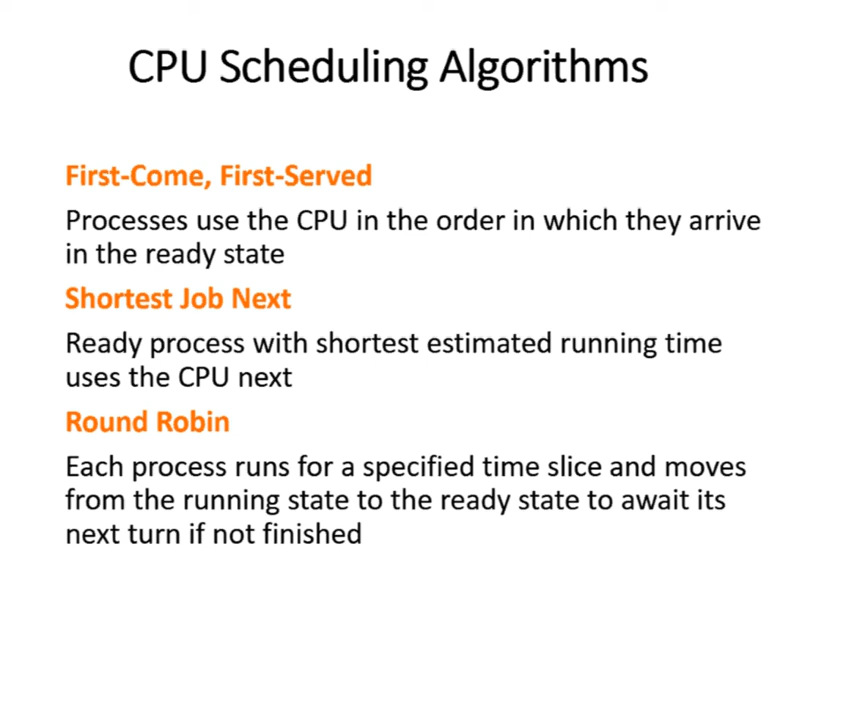 CPU Scheduling Algorithms
First-Come, First-Served
Processes use the CPU in the order in which they arrive
in the ready state
Shortest Job Next
Ready process with shortest estimated running time
uses the CPU next
Round Robin
Each process runs for a specified time slice and moves
from the running state to the ready state to await its
next turn if not finished